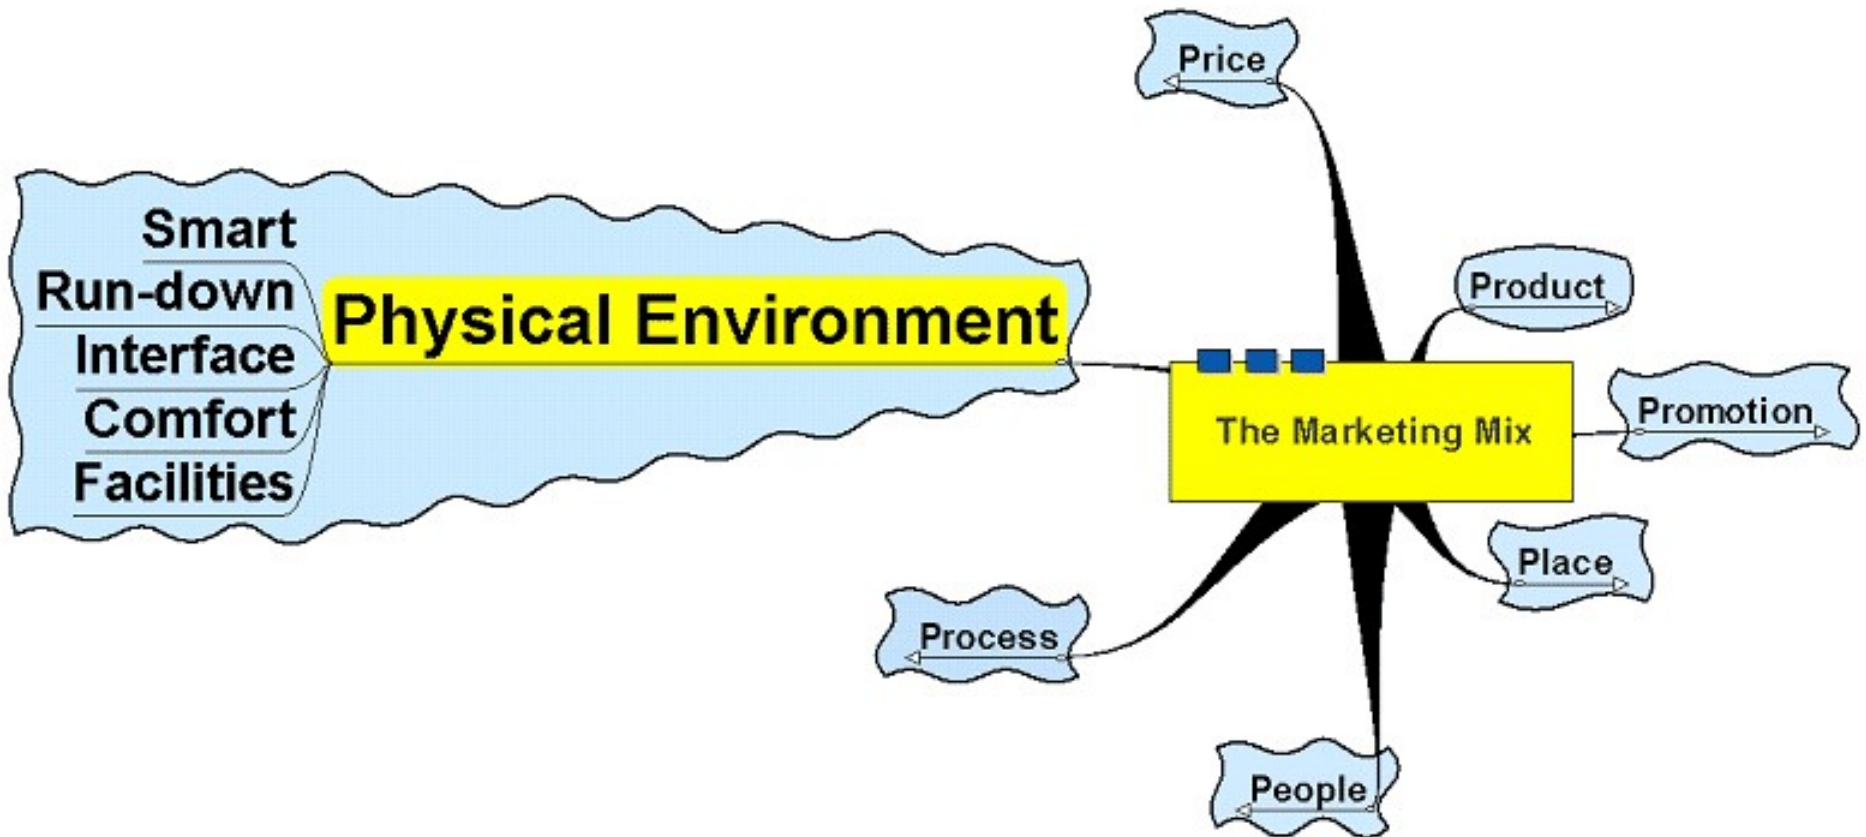 Price
Smart
Run-down
Interface
Comfort
Facilities
Physical Environment
Product
The Marketing Mix
Promotion
Place
Process
People